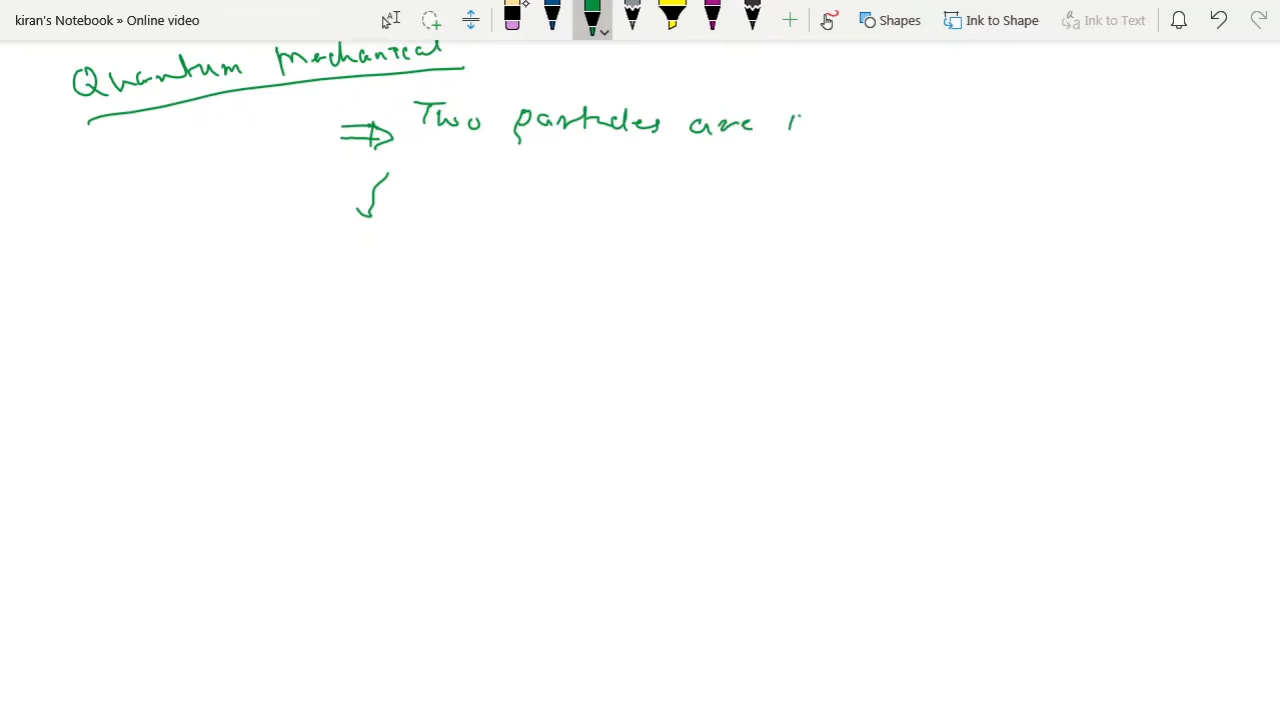 kiran's Notebook » Online video
Shapes
Ink to Shape
Ink to Text
Quantum Mechanical
⇒ Two particles are i